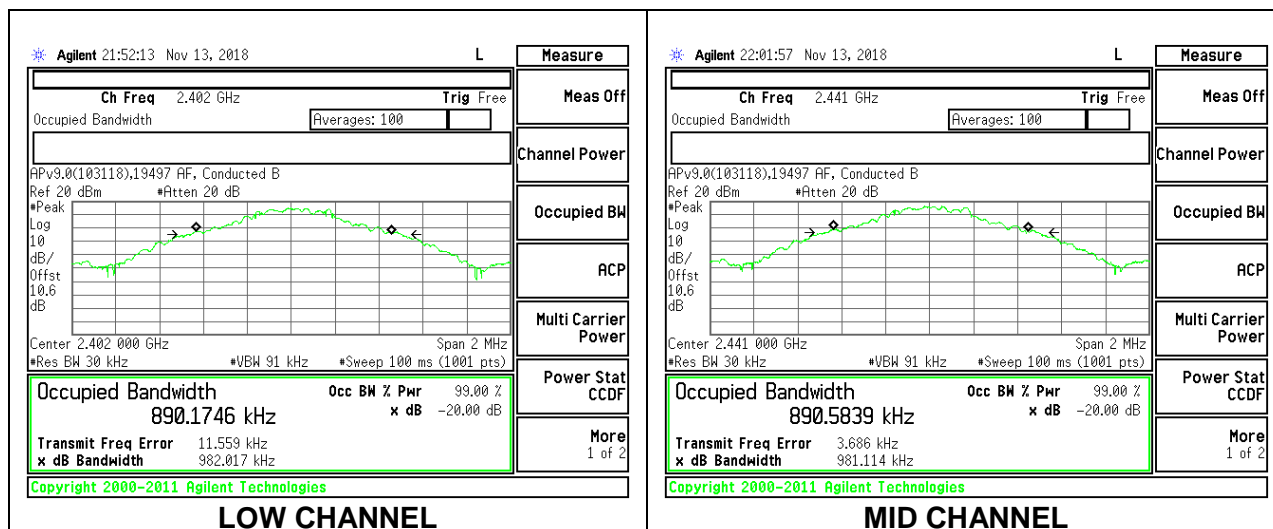 Agilent 21:52:13 Nov 13, 2018 L
Measure
Ch Freq 2.402 GHz Trig Free
Meas Off
Occupied Bandwidth Averages: 100
Channel Power
APv9.0(103118),19497 AF, Conducted B
Ref 20 dBm #Atten 20 dB
#Peak
Log
10
dB/
Offst
10.6
dB
Occupied BW
ACP
Multi Carrier
Power
Center 2.402 000 GHz Span 2 MHz
#Res BW 30 kHz #VBW 91 kHz #Sweep 100 ms (1001 pts)
Power Stat
CCDF
Occupied Bandwidth Occ BW % Pwr 99.00 %
890.1746 kHz x dB -20.00 dB
Transmit Freq Error 11.559 kHz
x dB Bandwidth 982.017 kHz
More
1 of 2
Copyright 2000-2011 Agilent Technologies
LOW CHANNEL
Agilent 22:01:57 Nov 13, 2018 L
Measure
Ch Freq 2.441 GHz Trig Free
Meas Off
Occupied Bandwidth Averages: 100
Channel Power
APv9.0(103118),19497 AF, Conducted B
Ref 20 dBm #Atten 20 dB
#Peak
Log
10
dB/
Offst
10.6
dB
Occupied BW
ACP
Multi Carrier
Power
Center 2.441 000 GHz Span 2 MHz
#Res BW 30 kHz #VBW 91 kHz #Sweep 100 ms (1001 pts)
Power Stat
CCDF
Occupied Bandwidth Occ BW % Pwr 99.00 %
890.5839 kHz x dB -20.00 dB
Transmit Freq Error 3.686 kHz
x dB Bandwidth 981.114 kHz
More
1 of 2
Copyright 2000-2011 Agilent Technologies
MID CHANNEL